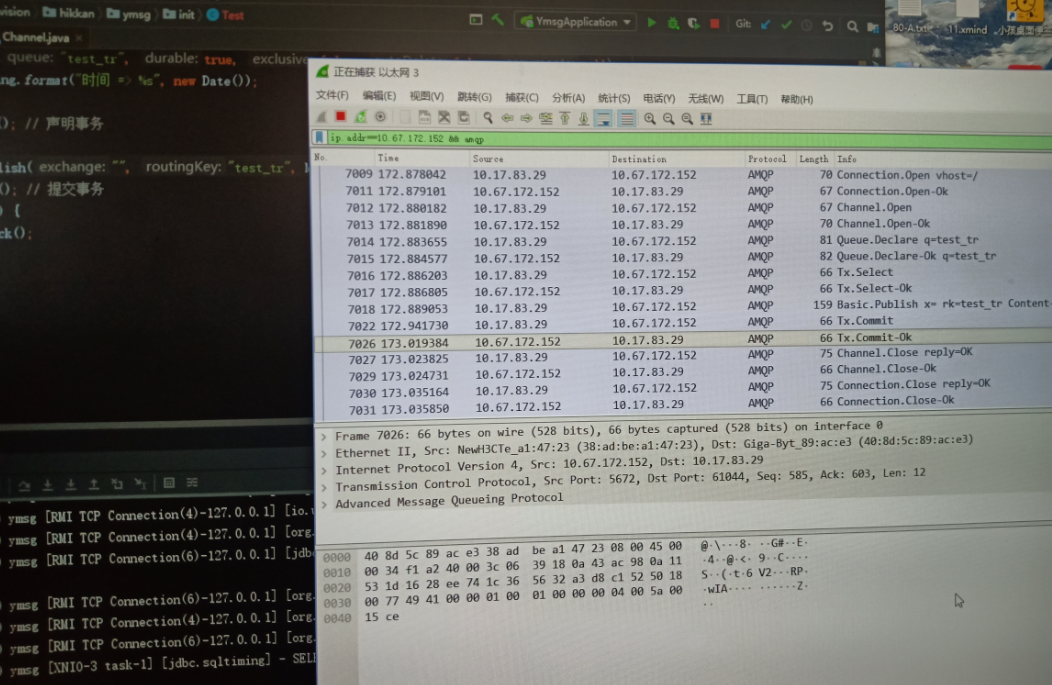 vision hikkan ymsg init Test
YmsgApplication Git:
Channel.java
80-A.txt 11.xmind
queue: "test_tr", durable: true,
ng.format("时间 => %s", new Date());
(); // 声明事务
lish( exchange: "", routingKey: "test_tr",
(); // 提交事务
) {
ck();
正在捕获 以太网 3
文件(F) 编辑(E) 视图(V) 跳转(G) 捕获(C) 分析(A) 统计(S) 电话(Y) 无线(W) 工具(T) 帮助(H)
ip.addr==10.67.172.152 && amqp
No. Time Source Destination Protocol Length Info
7009 172.878042 10.17.83.29 10.67.172.152 AMQP 70 Connection.Open vhost=/
7011 172.879101 10.67.172.152 10.17.83.29 AMQP 67 Connection.Open-Ok
7012 172.880182 10.17.83.29 10.67.172.152 AMQP 67 Channel.Open
7013 172.881890 10.67.172.152 10.17.83.29 AMQP 70 Channel.Open-Ok
7014 172.883655 10.17.83.29 10.67.172.152 AMQP 81 Queue.Declare q=test_tr
7015 172.884577 10.67.172.152 10.17.83.29 AMQP 82 Queue.Declare-Ok q=test_tr
7016 172.886203 10.17.83.29 10.67.172.152 AMQP 66 Tx.Select
7017 172.886805 10.67.172.152 10.17.83.29 AMQP 66 Tx.Select-Ok
7018 172.889053 10.17.83.29 10.67.172.152 AMQP 159 Basic.Publish x= rk=test_tr Content-
7022 172.941730 10.17.83.29 10.67.172.152 AMQP 66 Tx.Commit
7026 173.019384 10.67.172.152 10.17.83.29 AMQP 66 Tx.Commit-Ok
7027 173.023825 10.17.83.29 10.67.172.152 AMQP 75 Channel.Close reply=OK
7029 173.024731 10.67.172.152 10.17.83.29 AMQP 66 Channel.Close-Ok
7030 173.035164 10.17.83.29 10.67.172.152 AMQP 75 Connection.Close reply=OK
7031 173.035850 10.67.172.152 10.17.83.29 AMQP 66 Connection.Close-Ok
Frame 7026: 66 bytes on wire (528 bits), 66 bytes captured (528 bits) on interface 0
Ethernet II, Src: NewH3CTe_a1:47:23 (38:ad:be:a1:47:23), Dst: Giga-Byt_89:ac:e3 (40:8d:5c:89:ac:e3)
Internet Protocol Version 4, Src: 10.67.172.152, Dst: 10.17.83.29
Transmission Control Protocol, Src Port: 5672, Dst Port: 61044, Seq: 585, Ack: 603, Len: 12
Advanced Message Queueing Protocol
0000 40 8d 5c 89 ac e3 38 ad be a1 47 23 08 00 45 00 @·\···8· ··G#··E·
0010 00 34 f1 a2 40 00 3c 06 39 18 0a 43 ac 98 0a 11 ·4··@·<· 9··C····
0020 53 1d 16 28 ee 74 1c 36 56 32 a3 d8 c1 52 50 18 S··(·t·6 V2···RP·
0030 00 77 49 41 00 00 01 00 01 00 00 00 04 00 5a 00 ·wIA···· ······Z·
0040 15 ce ··
ymsg [RMI TCP Connection(4)-127.0.0.1] [io.
ymsg [RMI TCP Connection(4)-127.0.0.1] [org.
ymsg [RMI TCP Connection(6)-127.0.0.1] [jdbc
ymsg [RMI TCP Connection(6)-127.0.0.1] [org.
ymsg [RMI TCP Connection(4)-127.0.0.1] [org.
ymsg [RMI TCP Connection(6)-127.0.0.1] [org.
ymsg [XNIO-3 task-1] [jdbc.sqltiming] - SEL